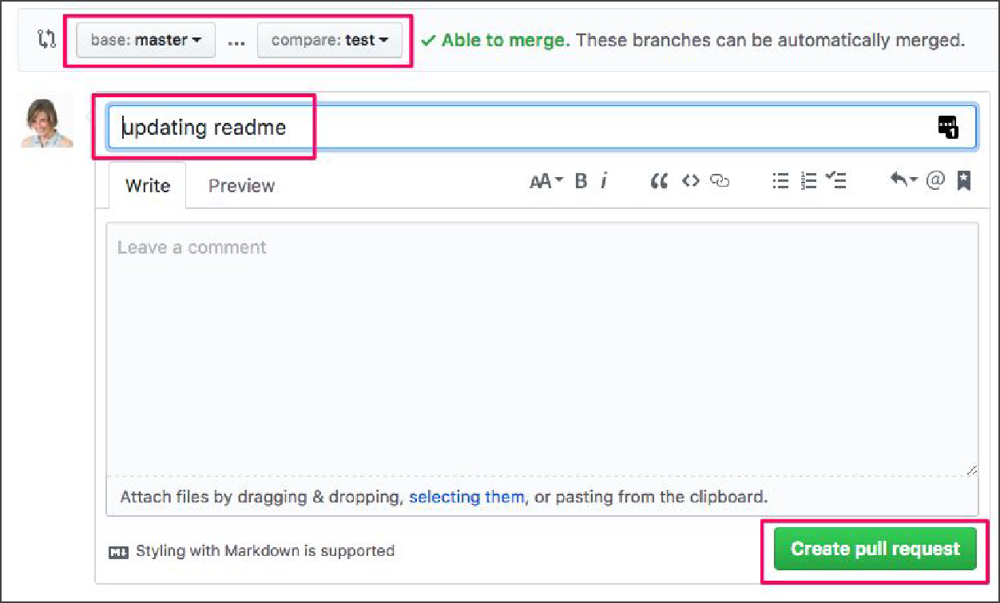 base: master ... compare: test ✓ Able to merge. These branches can be automatically merged.
updating readme 1
Write Preview AA B i “ <> @
Leave a comment
Attach files by dragging & dropping, selecting them, or pasting from the clipboard.
M↓ Styling with Markdown is supported
Create pull request